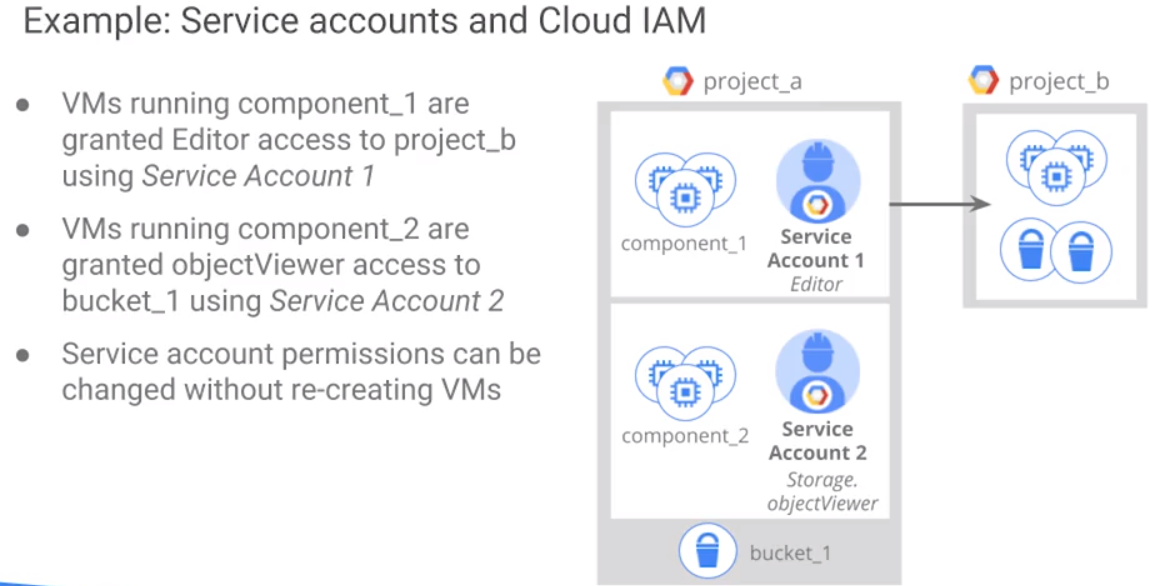 Example: Service accounts and Cloud IAM
● VMs running component_1 are
granted Editor access to project_b
using Service Account 1
● VMs running component_2 are
granted objectViewer access to
bucket_1 using Service Account 2
● Service account permissions can be
changed without re-creating VMs
project_a
component_1
Service
Account 1
Editor
component_2
Service
Account 2
Storage.
objectViewer
bucket_1
project_b